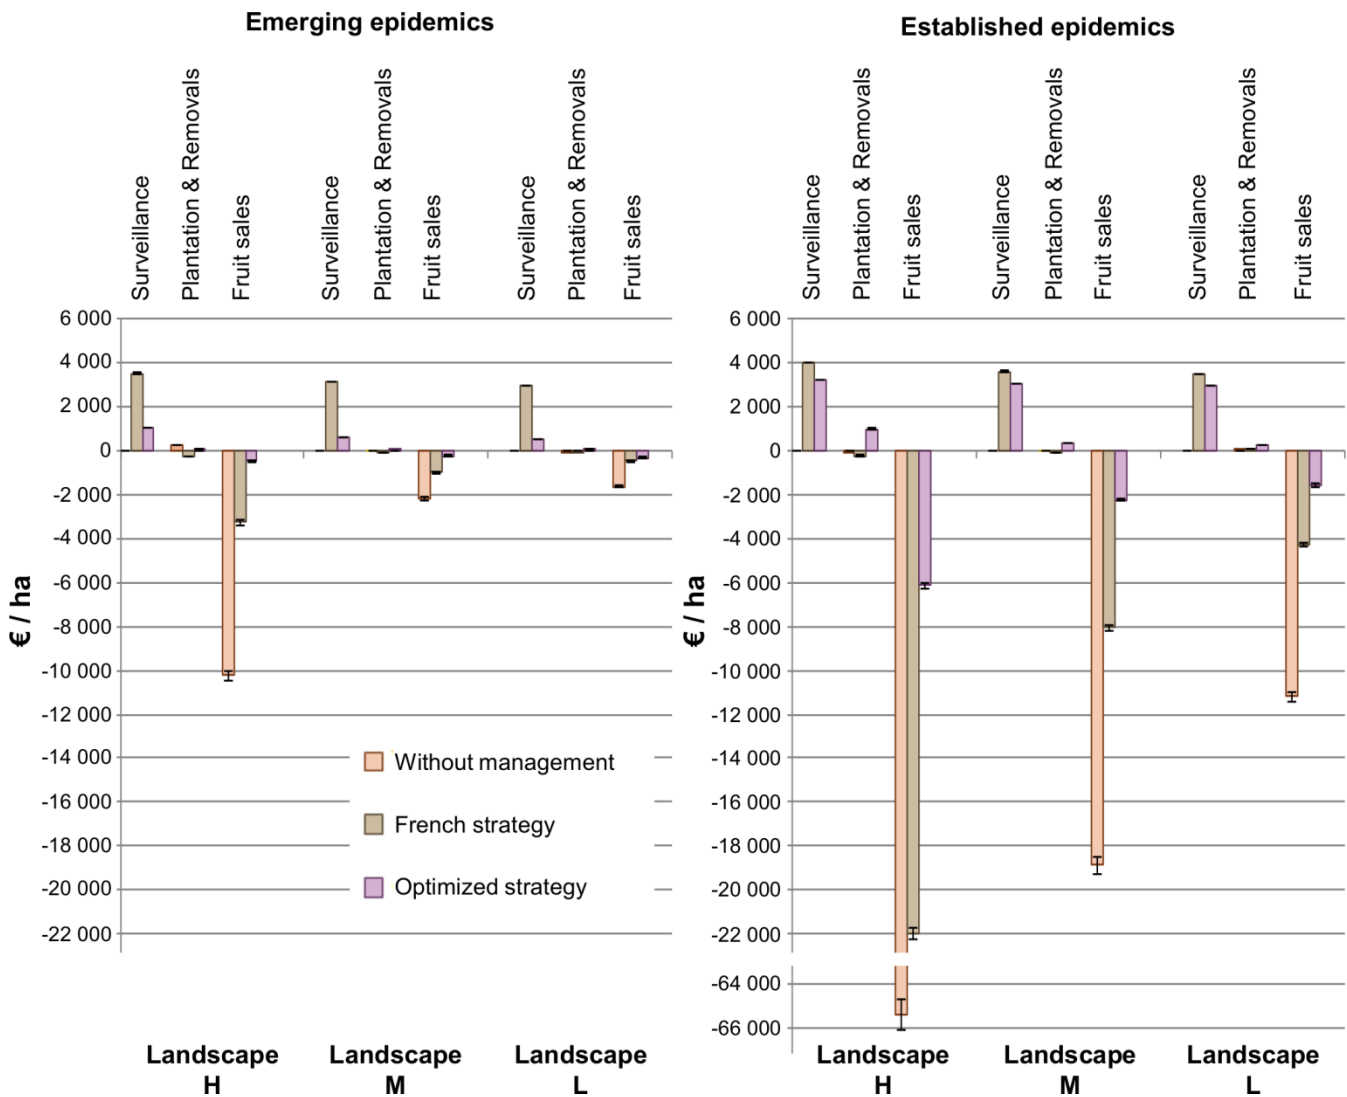 Emerging epidemics
Surveillance
Plantation & Removals
Fruit sales
Surveillance
Plantation & Removals
Fruit sales
Surveillance
Plantation & Removals
Fruit sales
€ / ha
6 000
4 000
2 000
0
-2 000
-4 000
-6 000
-8 000
-10 000
-12 000
-14 000
-16 000
-18 000
-20 000
-22 000
Without management
French strategy
Optimized strategy
Landscape
H
Landscape
M
Landscape
L
Established epidemics
Surveillance
Plantation & Removals
Fruit sales
Surveillance
Plantation & Removals
Fruit sales
Surveillance
Plantation & Removals
Fruit sales
€ / ha
6 000
4 000
2 000
0
-2 000
-4 000
-6 000
-8 000
-10 000
-12 000
-14 000
-16 000
-18 000
-20 000
-22 000
-64 000
-66 000
Landscape
H
Landscape
M
Landscape
L